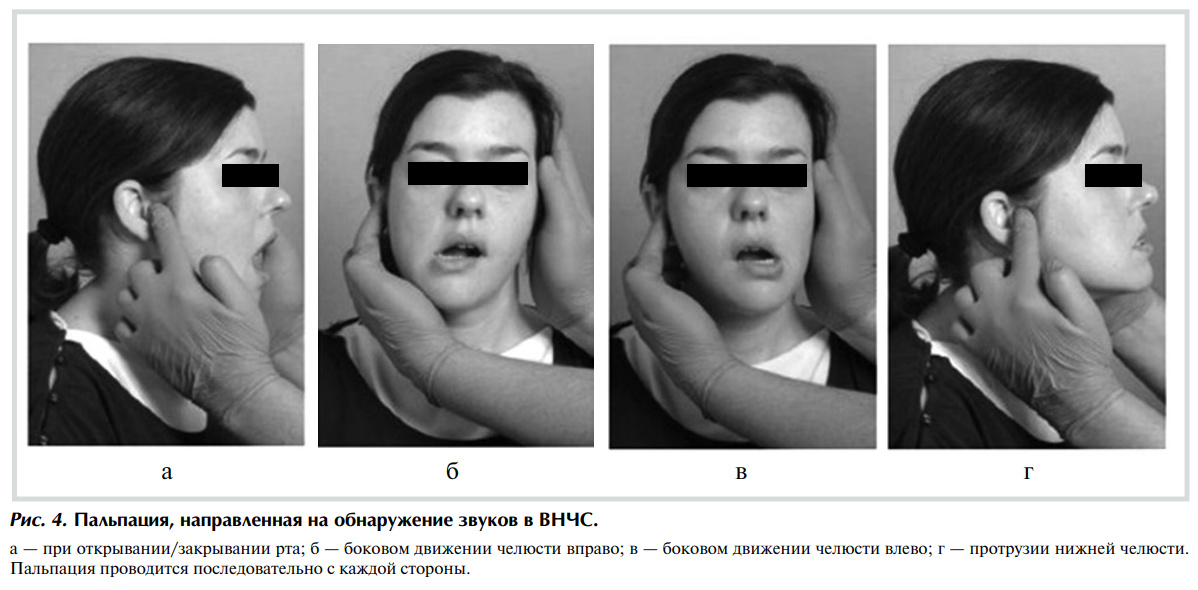 а
б
в
г
Рис. 4. Пальпация, направленная на обнаружение звуков в ВНЧС.
а — при открывании/закрывании рта; б — боковом движении челюсти вправо; в — боковом движении челюсти влево; г — протрузии нижней челюсти.
Пальпация проводится последовательно с каждой стороны.